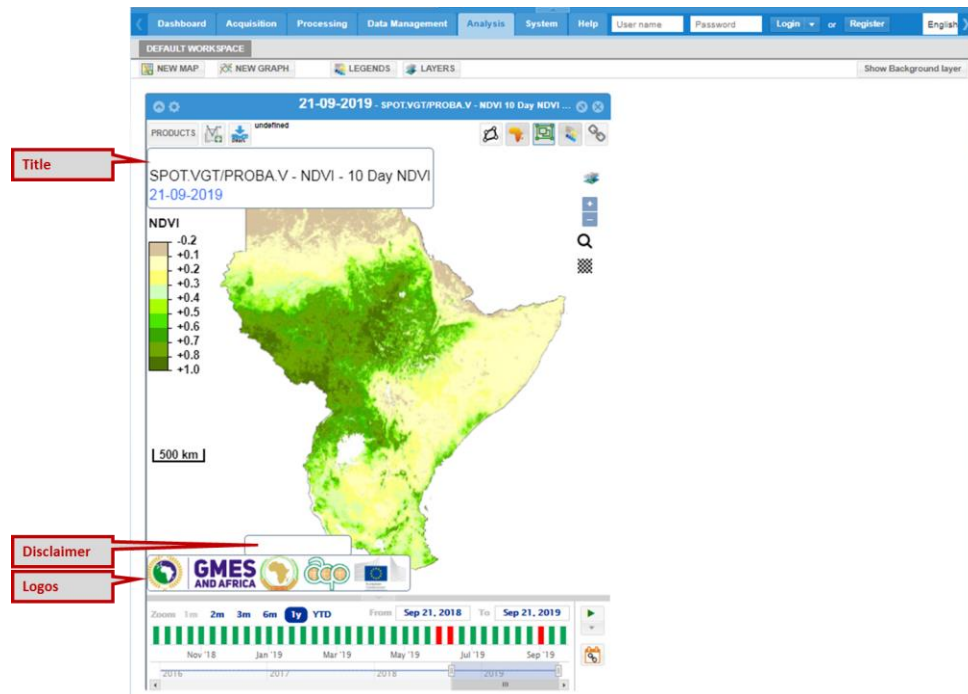 Dashboard Acquisition Processing Data Management Analysis System Help User name Password Login or Register English
DEFAULT WORKSPACE
NEW MAP NEW GRAPH LEGENDS LAYERS Show Background layer
21-09-2019 - SPOT.VGT/PROBA.V - NDVI 10 Day NDVI ...
PRODUCTS undefined
Title
SPOT.VGT/PROBA.V - NDVI - 10 Day NDVI
21-09-2019
NDVI
-0.2
+0.1
+0.2
+0.3
+0.4
+0.5
+0.6
+0.7
+0.8
+1.0
500 km
Disclaimer
Logos
GMES
AND AFRICA
acp
Zoom 1m 2m 3m 6m 1y YTD From Sep 21, 2018 To Sep 21, 2019
Nov '18 Jan '19 Mar '19 May '19 Jul '19 Sep '19
2016 2017 2018 2019